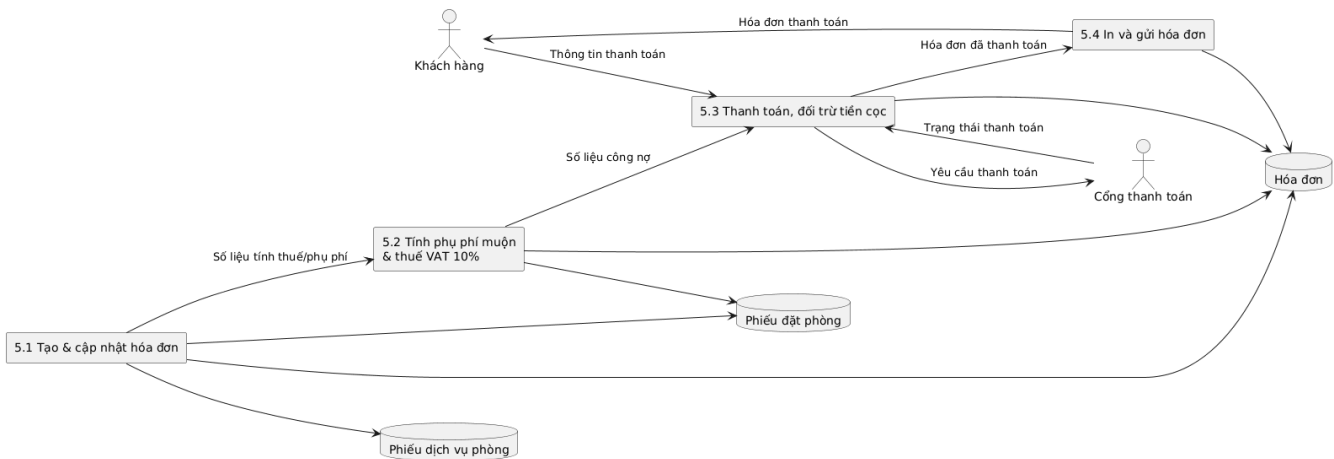 Hóa đơn thanh toán
5.4 In và gửi hóa đơn
Khách hàng
Thông tin thanh toán
Hóa đơn đã thanh toán
5.3 Thanh toán, đối trừ tiền cọc
Trạng thái thanh toán
Số liệu công nợ
Yêu cầu thanh toán
Cổng thanh toán
Hóa đơn
5.2 Tính phụ phí muộn
& thuế VAT 10%
Số liệu tính thuế/phụ phí
Phiếu đặt phòng
5.1 Tạo & cập nhật hóa đơn
Phiếu dịch vụ phòng